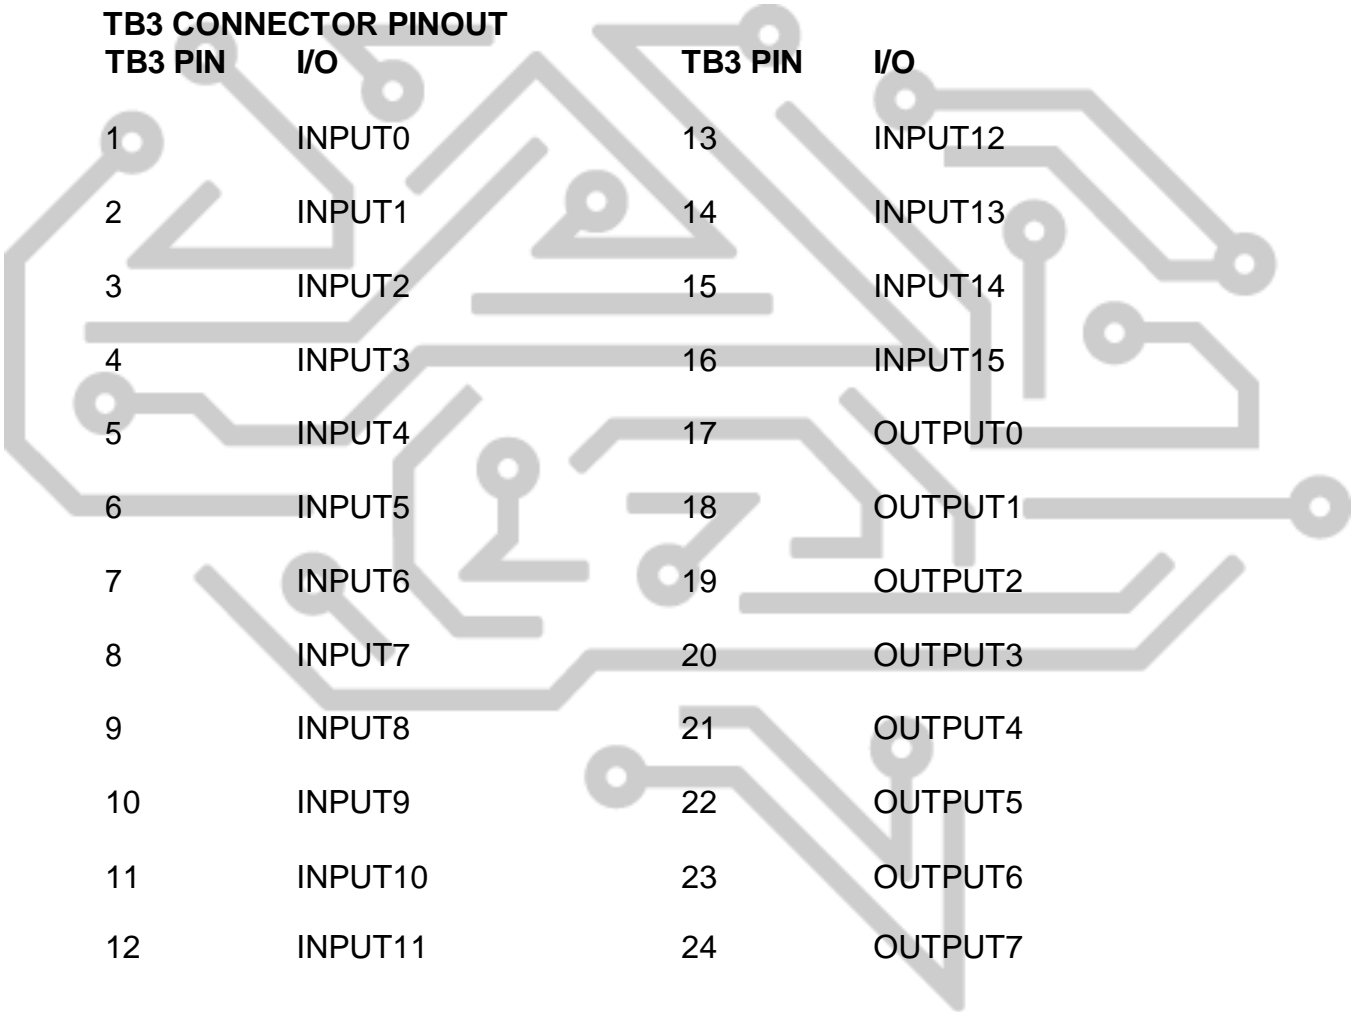 TB3 CONNECTOR PINOUT
TB3 PIN I/O TB3 PIN I/O
1 INPUT0 13 INPUT12
2 INPUT1 14 INPUT13
3 INPUT2 15 INPUT14
4 INPUT3 16 INPUT15
5 INPUT4 17 OUTPUT0
6 INPUT5 18 OUTPUT1
7 INPUT6 19 OUTPUT2
8 INPUT7 20 OUTPUT3
9 INPUT8 21 OUTPUT4
10 INPUT9 22 OUTPUT5
11 INPUT10 23 OUTPUT6
12 INPUT11 24 OUTPUT7